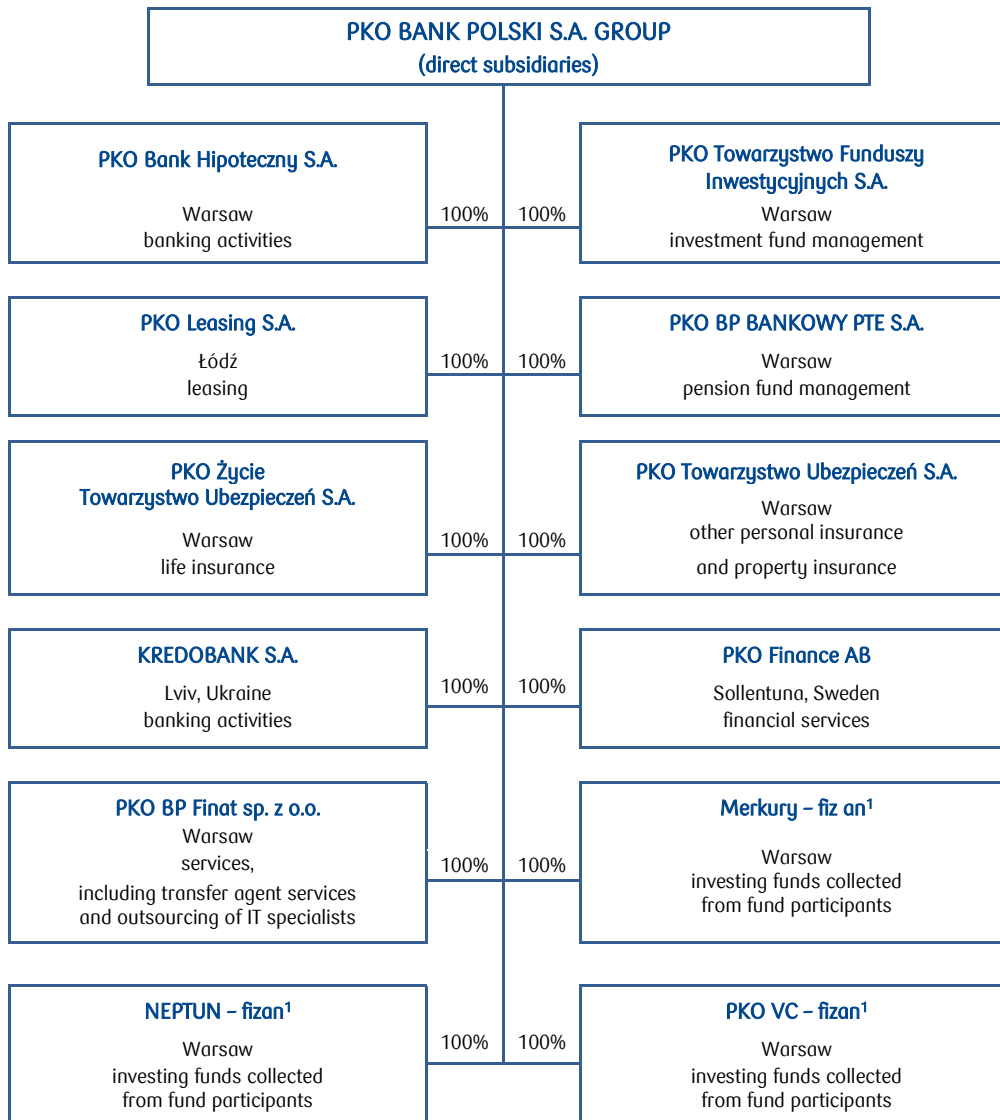 PKO BANK POLSKI S.A. GROUP
(direct subsidiaries)
PKO Bank Hipoteczny S.A.
Warsaw
banking activities
100%
100%
PKO Towarzystwo Funduszy
Inwestycyjnych S.A.
Warsaw
investment fund management
PKO Leasing S.A.
Łódź
leasing
100%
100%
PKO BP BANKOWY PTE S.A.
Warsaw
pension fund management
PKO Życie
Towarzystwo Ubezpieczeń S.A.
Warsaw
life insurance
100%
100%
PKO Towarzystwo Ubezpieczeń S.A.
Warsaw
other personal insurance
and property insurance
KREDOBANK S.A.
Lviv, Ukraine
banking activities
100%
100%
PKO Finance AB
Sollentuna, Sweden
financial services
PKO BP Finat sp. z o.o.
Warsaw
services,
including transfer agent services
and outsourcing of IT specialists
100%
100%
Merkury – fiz an¹
Warsaw
investing funds collected
from fund participants
NEPTUN – fizan¹
Warsaw
investing funds collected
from fund participants
100%
100%
PKO VC – fizan¹
Warsaw
investing funds collected
from fund participants